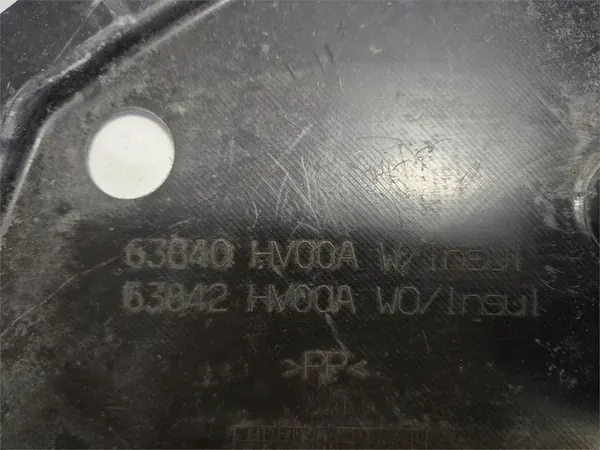 63840 HV00A W/Insul
63842 HV00A WO/Insul
>PP<